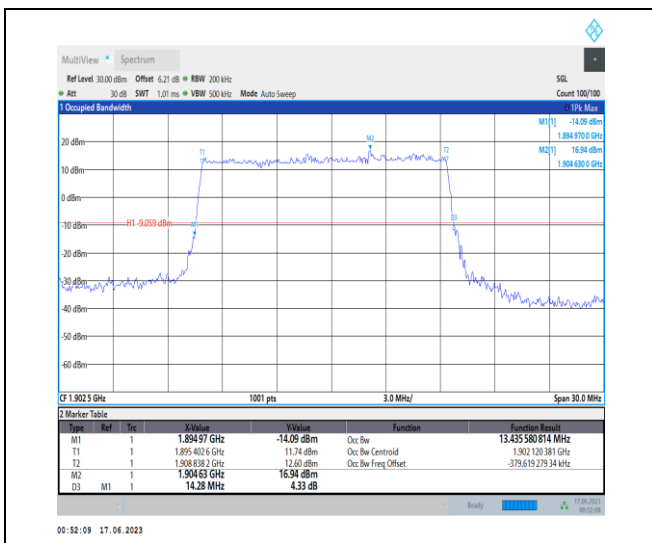 MultiView Spectrum
Ref Level 30.00 dBm Offset 6.21 dB RBW 200 kHz SGL
Att 30 dB SWT 1.01 ms VBW 500 kHz Mode Auto Sweep Count 100/100
1 Occupied Bandwidth 1Pk Max
M1[1] -14.09 dBm
1.894 970 0 GHz
M2[1] 16.94 dBm
1.904 630 0 GHz
M2
T1
T2
20 dBm
10 dBm
0 dBm
D3
H1 -9.059 dBm
M1
-10 dBm
-20 dBm
-30 dBm
-40 dBm
-50 dBm
-60 dBm
CF 1.902 5 GHz 1001 pts 3.0 MHz/ Span 30.0 MHz
2 Marker Table
Type Ref Trc X-Value Y-Value Function Function Result
M1 1 1.894 97 GHz -14.09 dBm Occ Bw 13.435 580 814 MHz
T1 1 1.895 402 6 GHz 11.74 dBm Occ Bw Centroid 1.902 120 381 GHz
T2 1 1.908 838 2 GHz 12.60 dBm Occ Bw Freq Offset -379.619 279 34 kHz
M2 1 1.904 63 GHz 16.94 dBm
D3 M1 1 14.28 MHz 4.33 dB
Ready 17.06.2023
00:52:08
00:52:09 17.06.2023